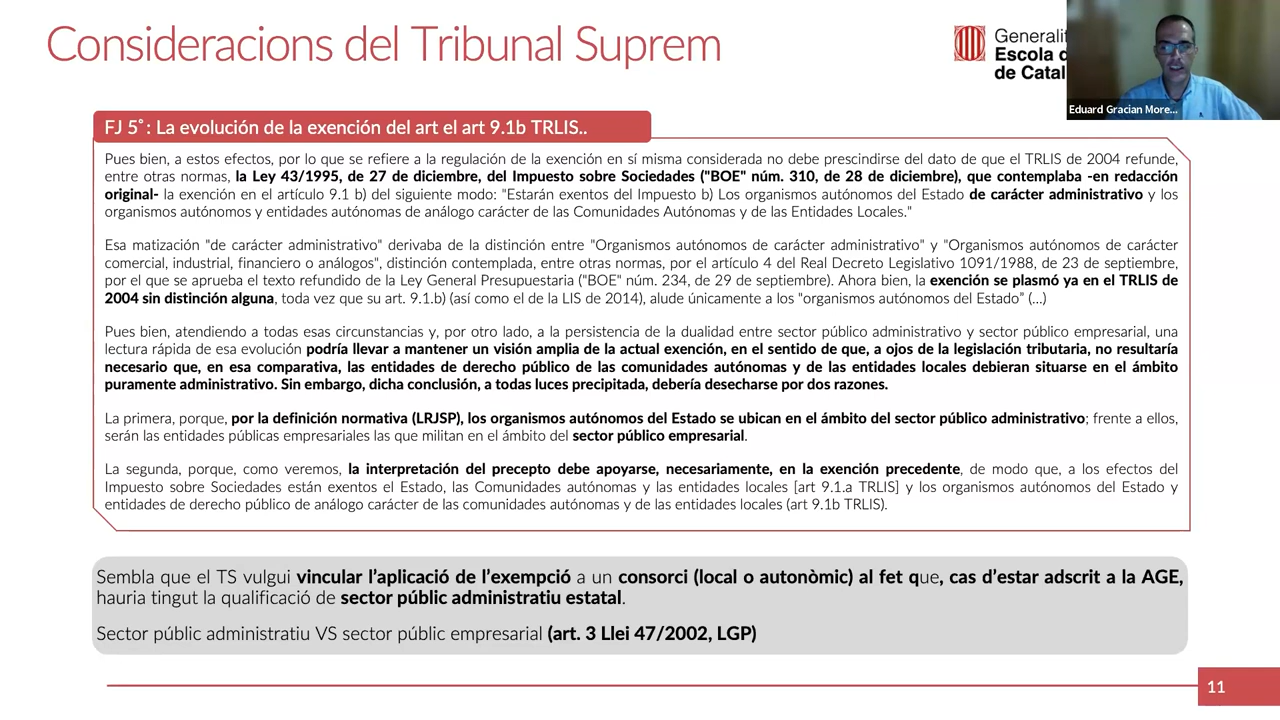 Consideracions del Tribunal Suprem
Generalit
Escola d
de Catal
Eduard Gracian More...
FJ 5º: La evolución de la exención del art el art 9.1b TRLIS..
Pues bien, a estos efectos, por lo que se refiere a la regulación de la exención en sí misma considerada no debe prescindirse del dato de que el TRLIS de 2004 refunde,
entre otras normas, la Ley 43/1995, de 27 de diciembre, del Impuesto sobre Sociedades ("BOE" núm. 310, de 28 de diciembre), que contemplaba -en redacción
original- la exención en el artículo 9.1 b) del siguiente modo: "Estarán exentos del Impuesto b) Los organismos autónomos del Estado de carácter administrativo y los
organismos autónomos y entidades autónomas de análogo carácter de las Comunidades Autónomas y de las Entidades Locales."
Esa matización "de carácter administrativo" derivaba de la distinción entre "Organismos autónomos de carácter administrativo" y "Organismos autónomos de carácter
comercial, industrial, financiero o análogos", distinción contemplada, entre otras normas, por el artículo 4 del Real Decreto Legislativo 1091/1988, de 23 de septiembre,
por el que se aprueba el texto refundido de la Ley General Presupuestaria ("BOE" núm. 234, de 29 de septiembre). Ahora bien, la exención se plasmó ya en el TRLIS de
2004 sin distinción alguna, toda vez que su art. 9.1.b) (así como el de la LIS de 2014), alude únicamente a los "organismos autónomos del Estado" (...)
Pues bien, atendiendo a todas esas circunstancias y, por otro lado, a la persistencia de la dualidad entre sector público administrativo y sector público empresarial, una
lectura rápida de esa evolución podría llevar a mantener un visión amplia de la actual exención, en el sentido de que, a ojos de la legislación tributaria, no resultaría
necesario que, en esa comparativa, las entidades de derecho público de las comunidades autónomas y de las entidades locales debieran situarse en el ámbito
puramente administrativo. Sin embargo, dicha conclusión, a todas luces precipitada, debería desecharse por dos razones.
La primera, porque, por la definición normativa (LRJSP), los organismos autónomos del Estado se ubican en el ámbito del sector público administrativo; frente a ellos,
serán las entidades públicas empresariales las que militan en el ámbito del sector público empresarial.
La segunda, porque, como veremos, la interpretación del precepto debe apoyarse, necesariamente, en la exención precedente, de modo que, a los efectos del
Impuesto sobre Sociedades están exentos el Estado, las Comunidades autónomas y las entidades locales [art 9.1.a TRLIS] y los organismos autónomos del Estado y
entidades de derecho público de análogo carácter de las comunidades autónomas y de las entidades locales (art 9.1b TRLIS).
Sembla que el TS vulgui vincular l'aplicació de l'exempció a un consorci (local o autonòmic) al fet que, cas d'estar adscrit a la AGE,
hauria tingut la qualificació de sector públic administratiu estatal.
Sector público administratiu VS sector públic empresarial (art. 3 Llei 47/2002, LGP)
11